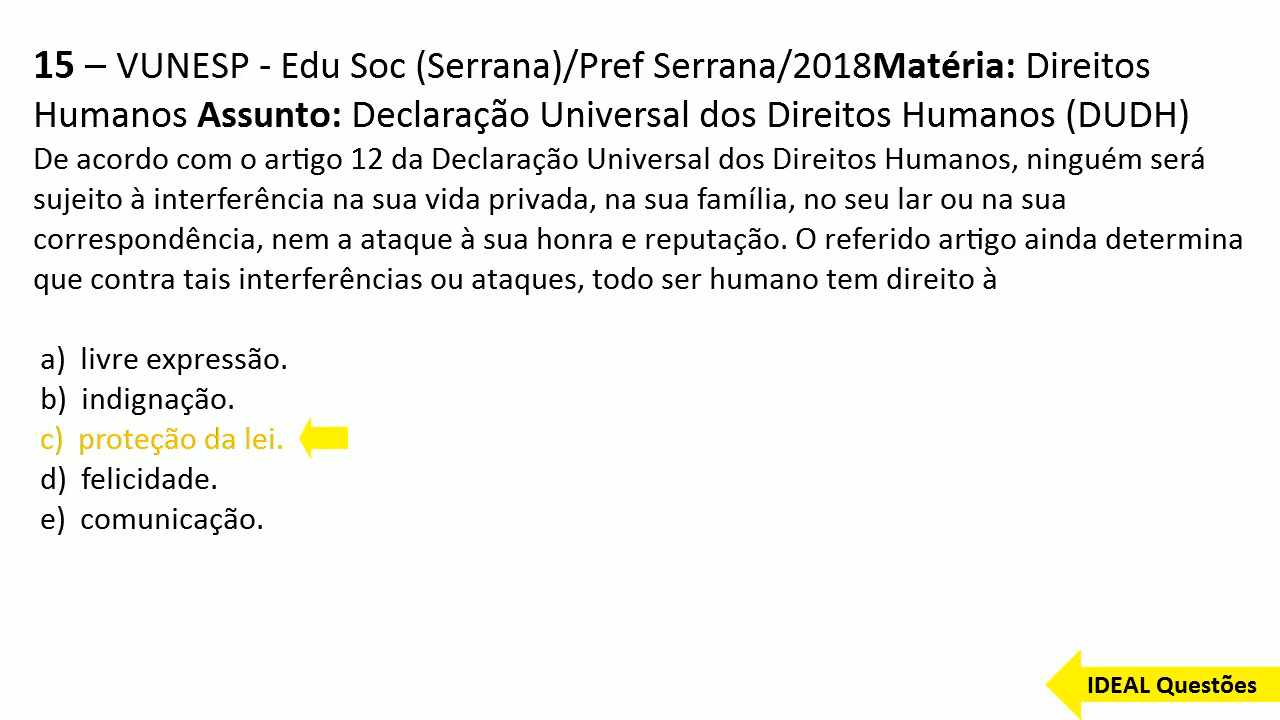 15 – VUNESP - Edu Soc (Serrana)/Pref Serrana/2018Matéria: Direitos
Humanos Assunto: Declaração Universal dos Direitos Humanos (DUDH)
De acordo com o artigo 12 da Declaração Universal dos Direitos Humanos, ninguém será
sujeito à interferência na sua vida privada, na sua família, no seu lar ou na sua
correspondência, nem a ataque à sua honra e reputação. O referido artigo ainda determina
que contra tais interferências ou ataques, todo ser humano tem direito à
a) livre expressão.
b) indignação.
c) proteção da lei.
d) felicidade.
e) comunicação.
IDEAL Questões